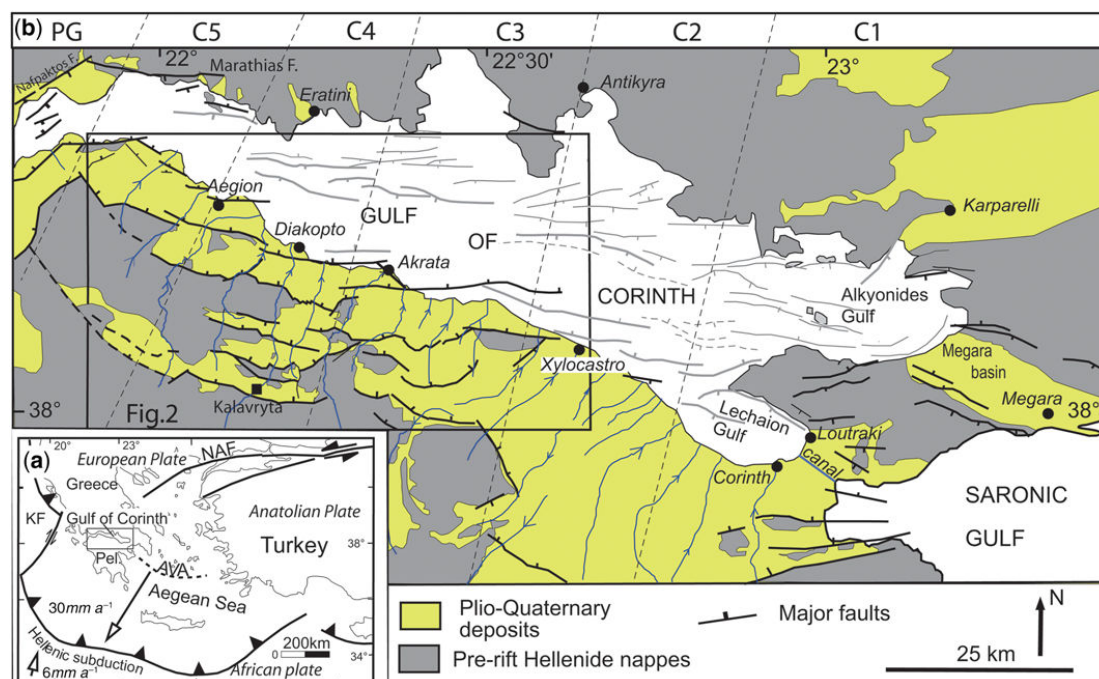 (b)
PG
C5
C4
C3
C2
C1
22°
22°30'
23°
Nafpaktos F.
Marathias F.
Eratini
Antikyra
Aegion
GULF
Karparelli
Diakopto
OF
Akrata
CORINTH
Alkyonides
Gulf
Xylocastro
Megara
basin
Kalavryta
Megara
38°
38°
Fig.2
Lechaion
Gulf
Loutraki
canal
Corinth
SARONIC
GULF
(a)
20°
23°
NAF
European Plate
Greece
Anatolian Plate
KF
Gulf of Corinth
Turkey
38°
Pel.
AVA
Aegean Sea
30mm a⁻¹
Hellenic subduction
200km
34°
6mm a⁻¹
African plate
Plio-Quaternary
deposits
Major faults
N
Pre-rift Hellenide nappes
25 km